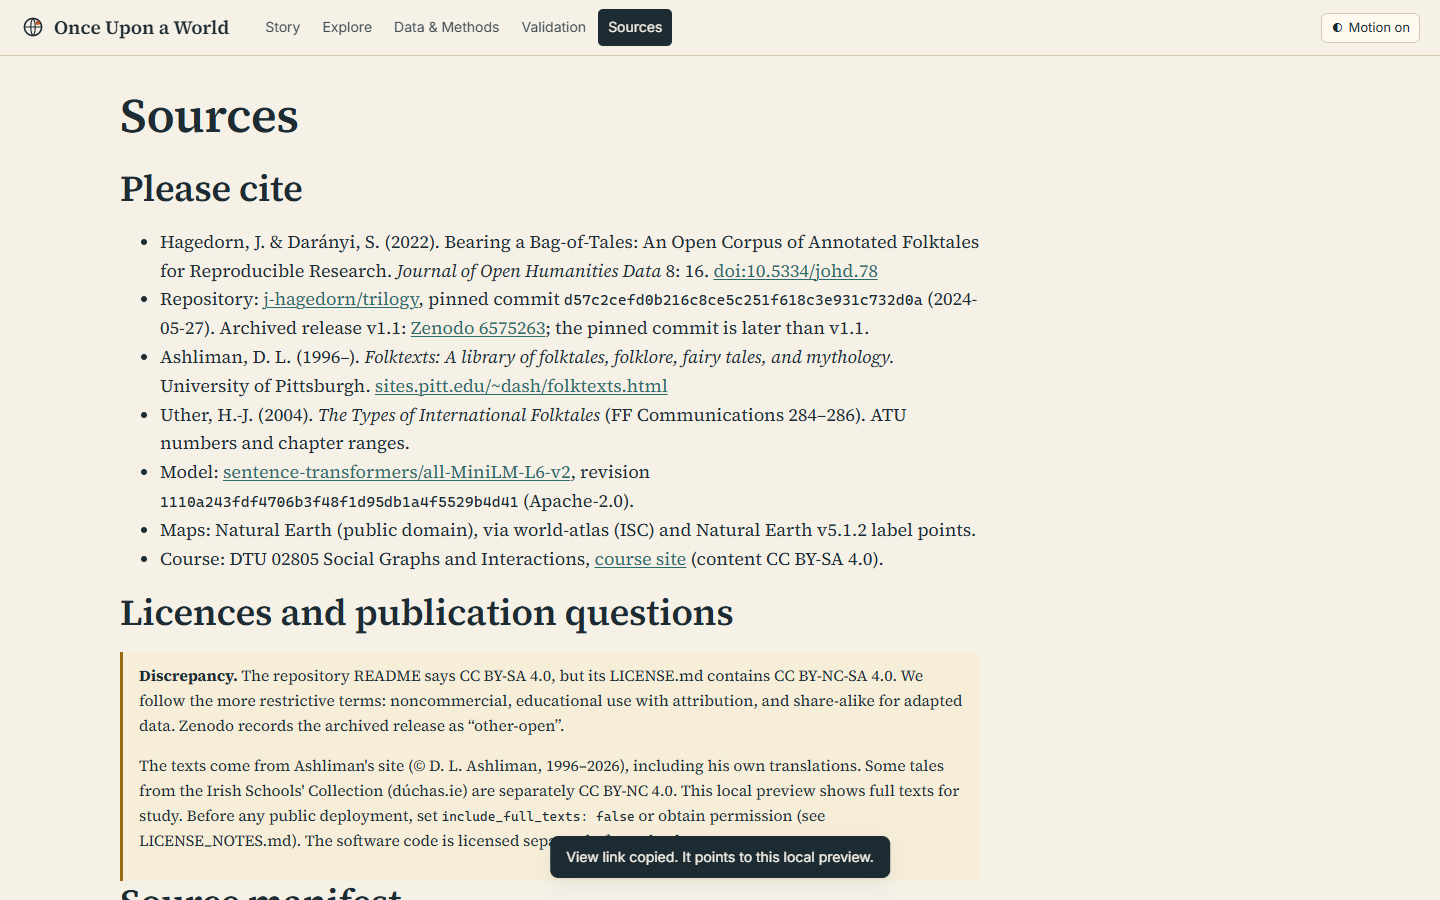 Once Upon a World
Story Explore Data & Methods Validation Sources
Motion on
Sources
Please cite
Hagedorn, J. & Darányi, S. (2022). Bearing a Bag-of-Tales: An Open Corpus of Annotated Folktales
for Reproducible Research. Journal of Open Humanities Data 8: 16. doi:10.5334/johd.78
Repository: j-hagedorn/trilogy, pinned commit d57c2cefd0b216c8ce5c251f618c3e931c732d0a (2024-
05-27). Archived release v1.1: Zenodo 6575263; the pinned commit is later than v1.1.
Ashliman, D. L. (1996–). Folktexts: A library of folktales, folklore, fairy tales, and mythology.
University of Pittsburgh. sites.pitt.edu/~dash/folktexts.html
Uther, H.-J. (2004). The Types of International Folktales (FF Communications 284–286). ATU
numbers and chapter ranges.
Model: sentence-transformers/all-MiniLM-L6-v2, revision
1110a243fdf4706b3f48f1d95db1a4f5529b4d41 (Apache-2.0).
Maps: Natural Earth (public domain), via world-atlas (ISC) and Natural Earth v5.1.2 label points.
Course: DTU 02805 Social Graphs and Interactions, course site (content CC BY-SA 4.0).
Licences and publication questions
Discrepancy. The repository README says CC BY-SA 4.0, but its LICENSE.md contains CC BY-NC-SA 4.0. We
follow the more restrictive terms: noncommercial, educational use with attribution, and share-alike for adapted
data. Zenodo records the archived release as “other-open”.
The texts come from Ashliman's site (© D. L. Ashliman, 1996–2026), including his own translations. Some tales
from the Irish Schools' Collection (dúchas.ie) are separately CC BY-NC 4.0. This local preview shows full texts for
study. Before any public deployment, set include_full_texts: false or obtain permission (see
LICENSE_NOTES.md). The software code is licensed
View link copied. It points to this local preview.
Source manifest